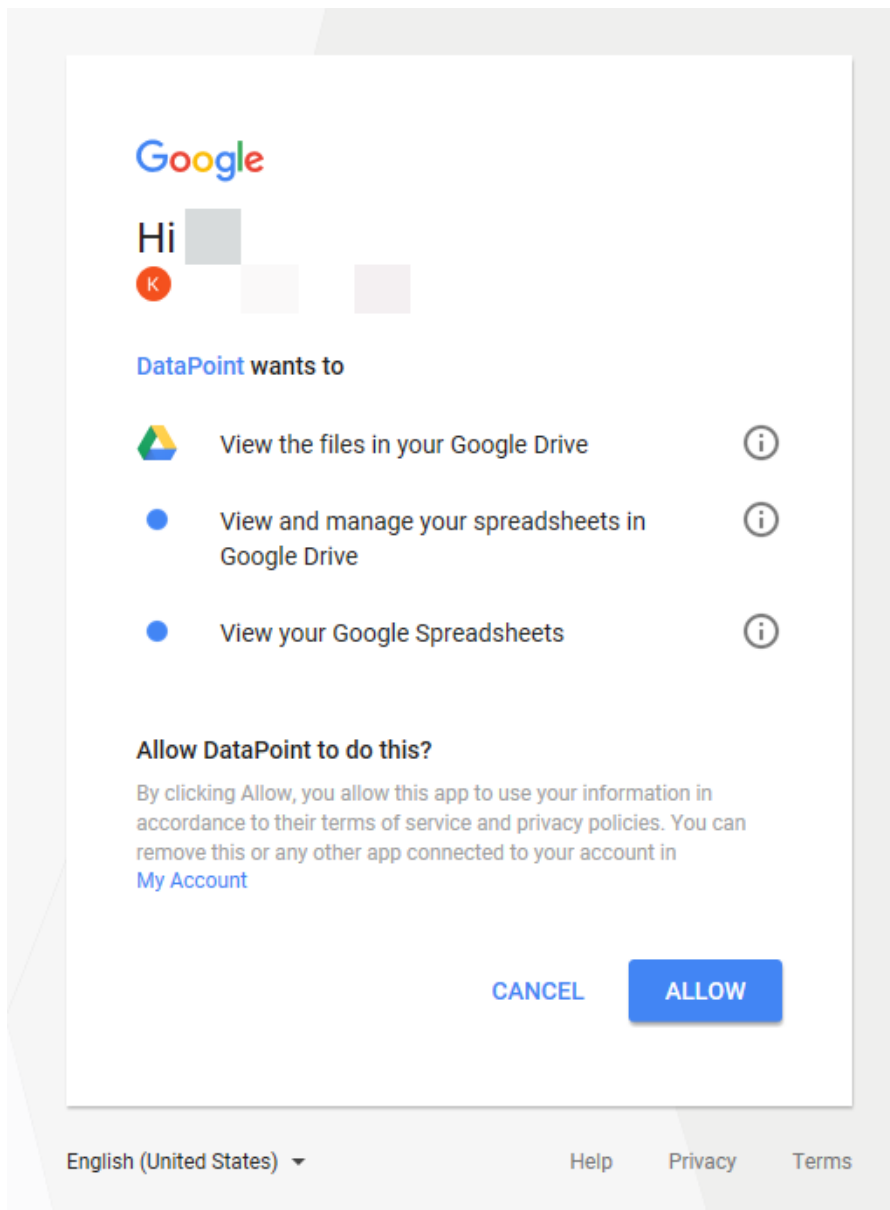 Google
Hi
K
DataPoint wants to
View the files in your Google Drive
View and manage your spreadsheets in
Google Drive
View your Google Spreadsheets
Allow DataPoint to do this?
By clicking Allow, you allow this app to use your information in
accordance to their terms of service and privacy policies. You can
remove this or any other app connected to your account in
My Account
CANCEL ALLOW
English (United States) Help Privacy Terms